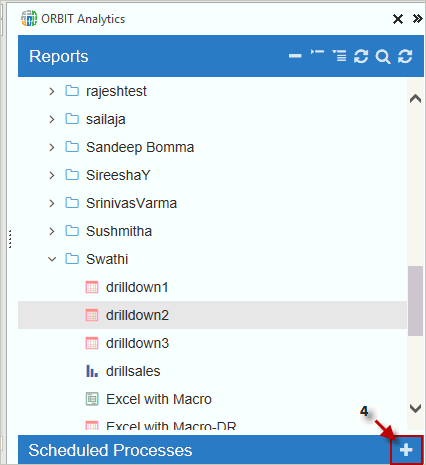 ORBIT Analytics
Reports
rajeshtest
sailaja
Sandeep Bomma
SireeshaY
SrinivasVarma
Sushmitha
Swathi
drilldown1
drilldown2
drilldown3
drillsales
Excel with Macro
Excel with Macro-DR
4
Scheduled Processes